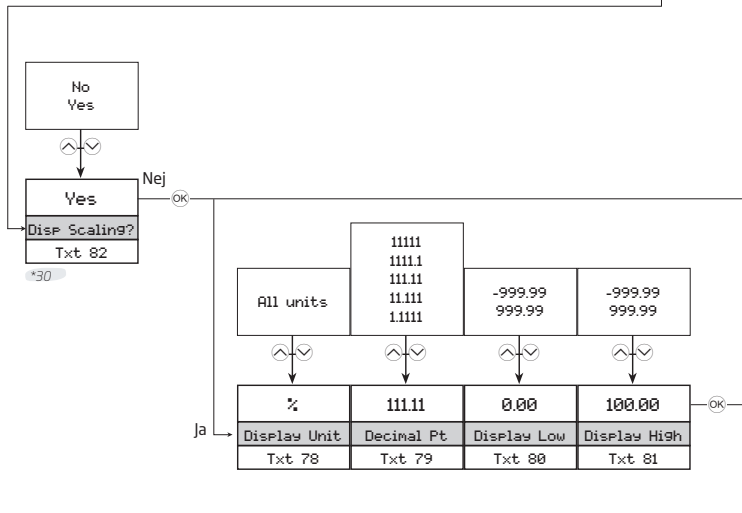 No
Yes
Yes
Nej
OK
Disp Scaling?
Txt 82
*30
All units
11111
1111.1
111.11
11.111
1.1111
-999.99
999.99
-999.99
999.99
%
111.11
0.00
100.00
OK
Ja
Display Unit
Decimal Pt
Display Low
Display High
Txt 78
Txt 79
Txt 80
Txt 81